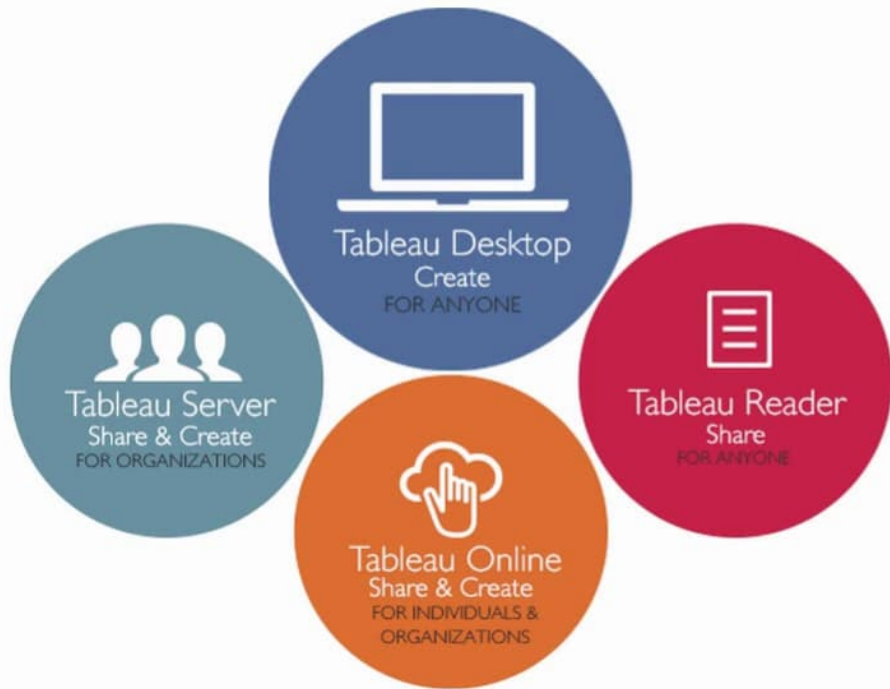 Tableau Desktop
Create
FOR ANYONE
Tableau Server
Share & Create
FOR ORGANIZATIONS
Tableau Reader
Share
FOR ANYONE
Tableau Online
Share & Create
FOR INDIVIDUALS &
ORGANIZATIONS